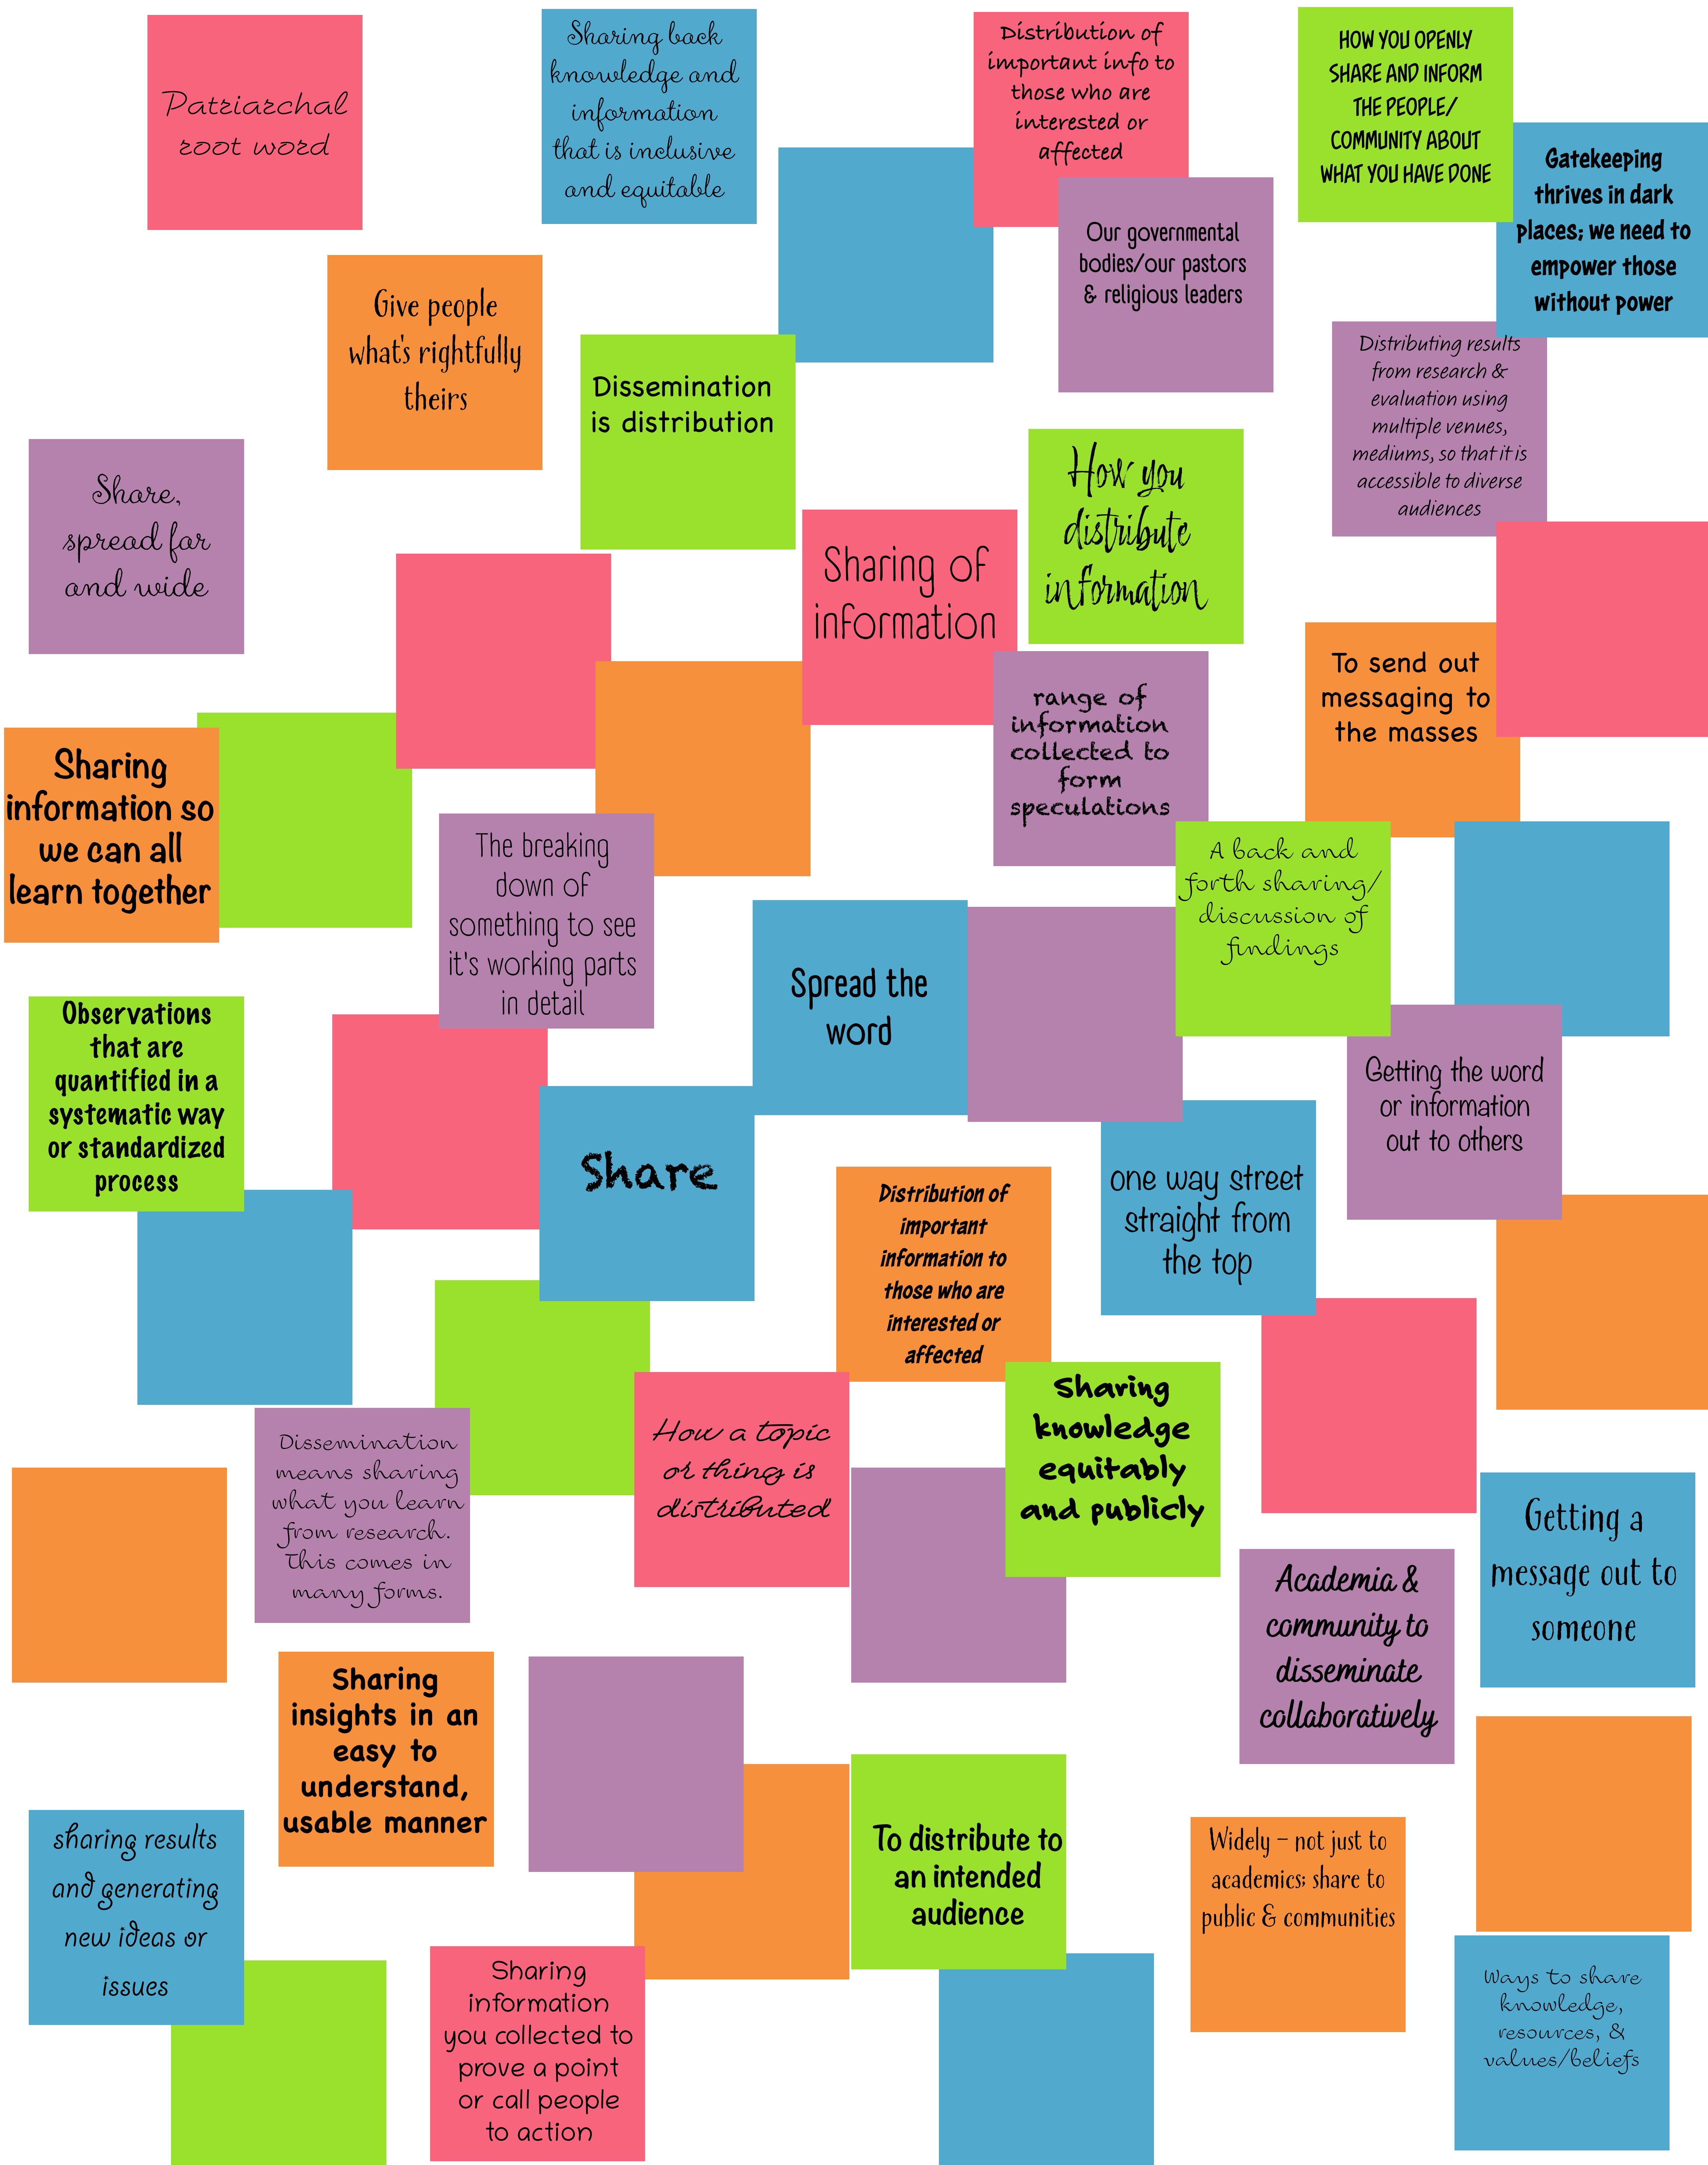 Patriarchal
root word
Sharing back
knowledge and
information
that is inclusive
and equitable
Distribution of
important info to
those who are
interested or
affected
HOW YOU OPENLY
SHARE AND INFORM
THE PEOPLE/
COMMUNITY ABOUT
WHAT YOU HAVE DONE
Gatekeeping
thrives in dark
places; we need to
empower those
without power
Our governmental
bodies/our pastors
& religious leaders
Give people
what's rightfully
theirs
Dissemination
is distribution
Distributing results
from research &
evaluation using
multiple venues,
mediums, so that it is
accessible to diverse
audiences
Share,
spread far
and wide
How you
distribute
information
Sharing of
information
To send out
messaging to
the masses
range of
information
collected to
form
speculations
Sharing
information so
we can all
learn together
The breaking
down of
something to see
it's working parts
in detail
A back and
forth sharing/
discussion of
findings
Spread the
word
Observations
that are
quantified in a
systematic way
or standardized
process
Getting the word
or information
out to others
Share
one way street
straight from
the top
Distribution of
important
information to
those who are
interested or
affected
Sharing
knowledge
equitably
and publicly
Dissemination
means sharing
what you learn
from research.
This comes in
many forms.
How a topic
or thing is
distributed
Getting a
message out to
someone
Academia &
community to
disseminate
collaboratively
Sharing
insights in an
easy to
understand,
usable manner
sharing results
and generating
new ideas or
issues
To distribute to
an intended
audience
Widely – not just to
academics; share to
public & communities
Sharing
information
you collected to
prove a point
or call people
to action
Ways to share
knowledge,
resources, &
values/beliefs